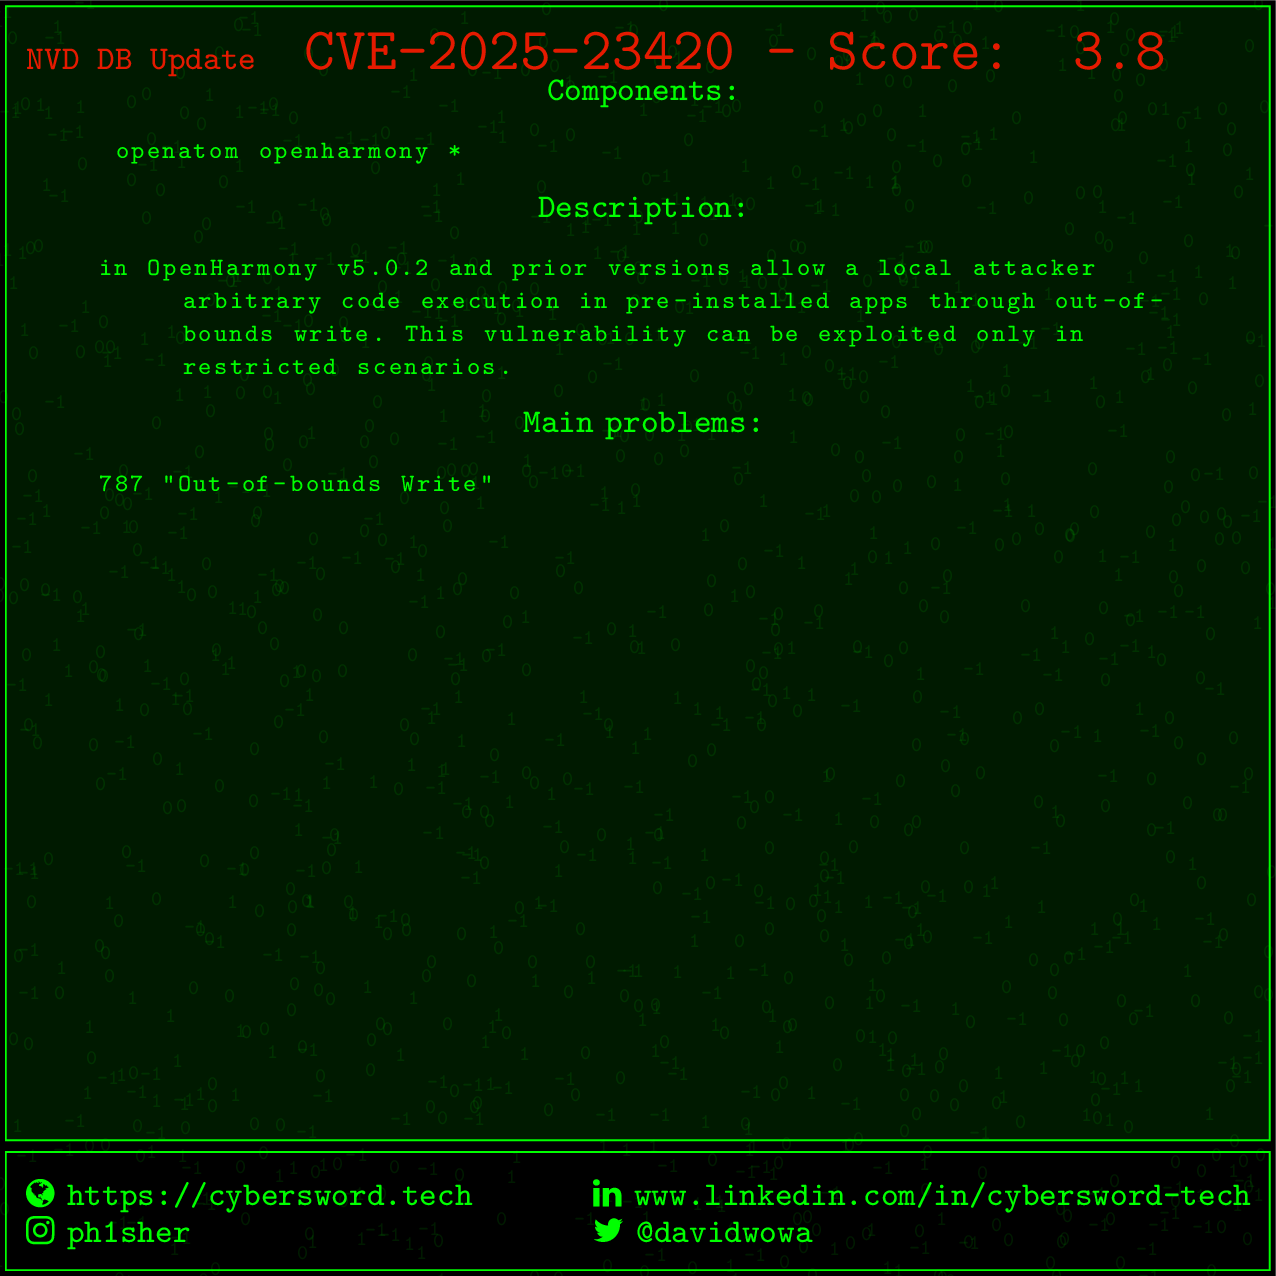 NVD DB Update CVE-2025-23420 - Score: 3.8
Components:
openatom openharmony *
Description:
in OpenHarmony v5.0.2 and prior versions allow a local attacker
arbitrary code execution in pre-installed apps through out-of-
bounds write. This vulnerability can be exploited only in
restricted scenarios.
Main problems:
787 "Out-of-bounds Write"
https://cybersword.tech www.linkedin.com/in/cybersword-tech
ph1sher @davidwowa